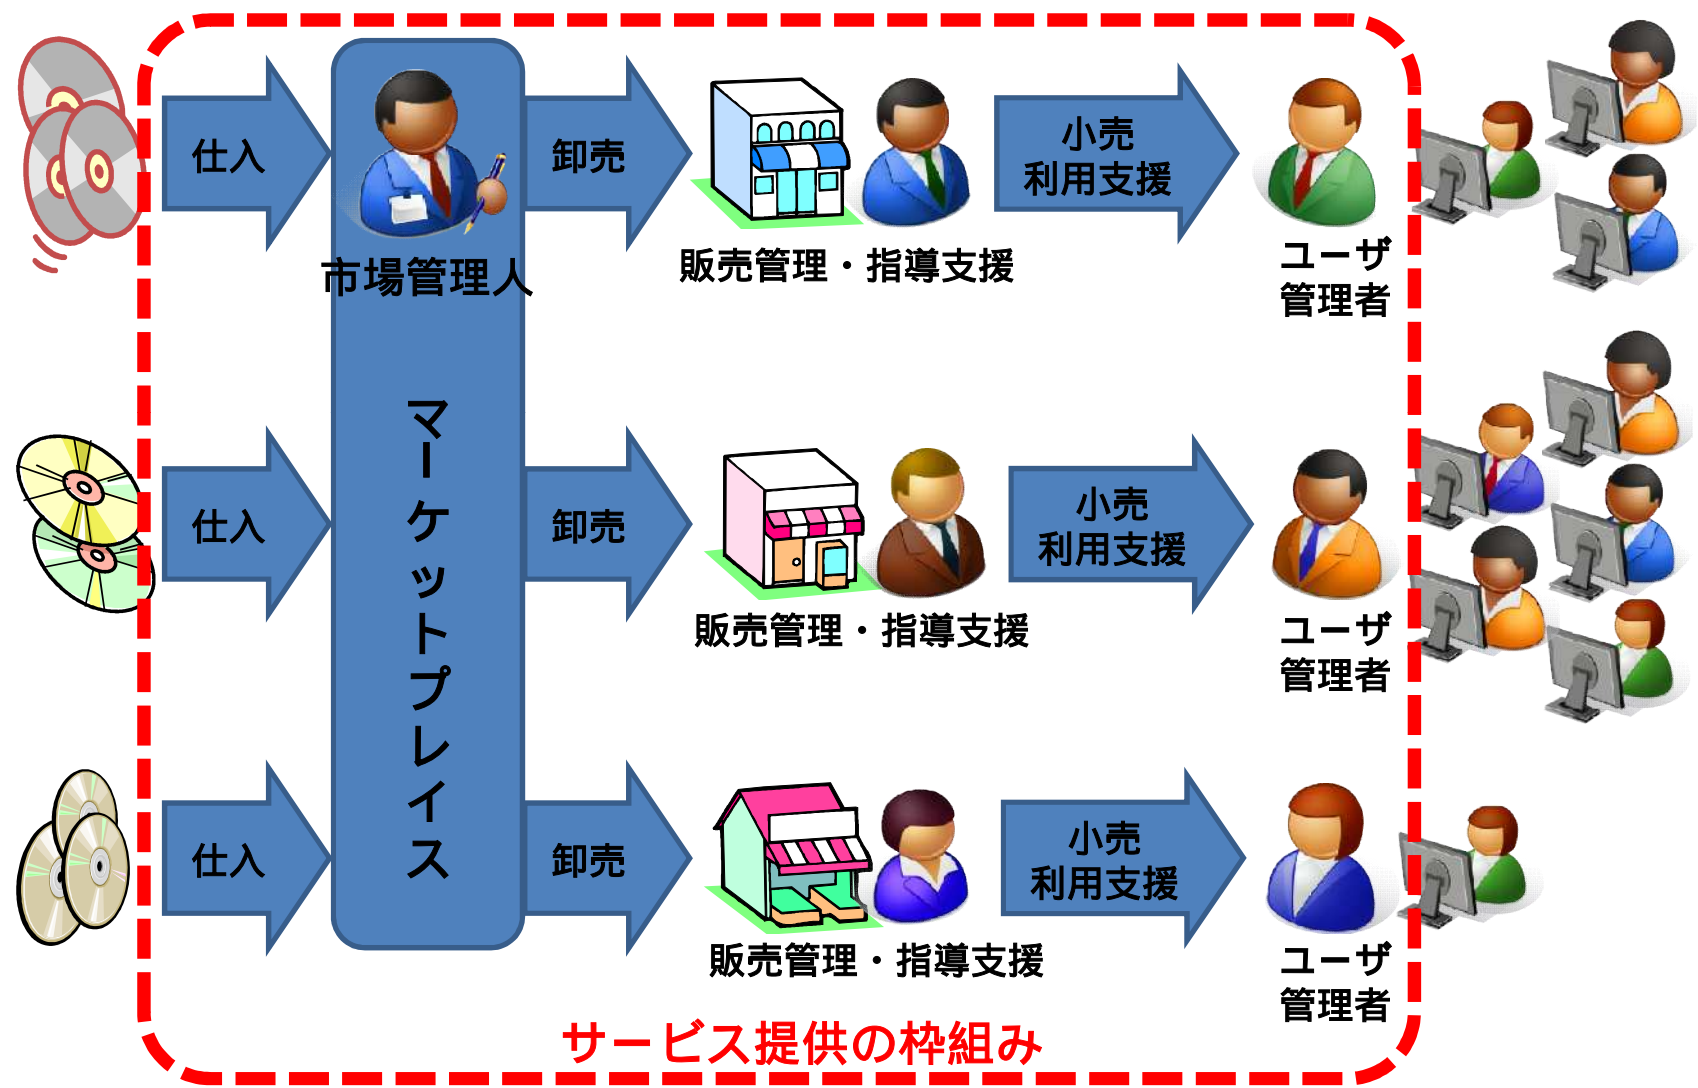 仕入
卸売
小売
利用支援
市場管理人
販売管理・指導支援
ユーザ
管理者
マーケットプレイス
仕入
卸売
小売
利用支援
販売管理・指導支援
ユーザ
管理者
仕入
卸売
小売
利用支援
販売管理・指導支援
ユーザ
管理者
サービス提供の枠組み